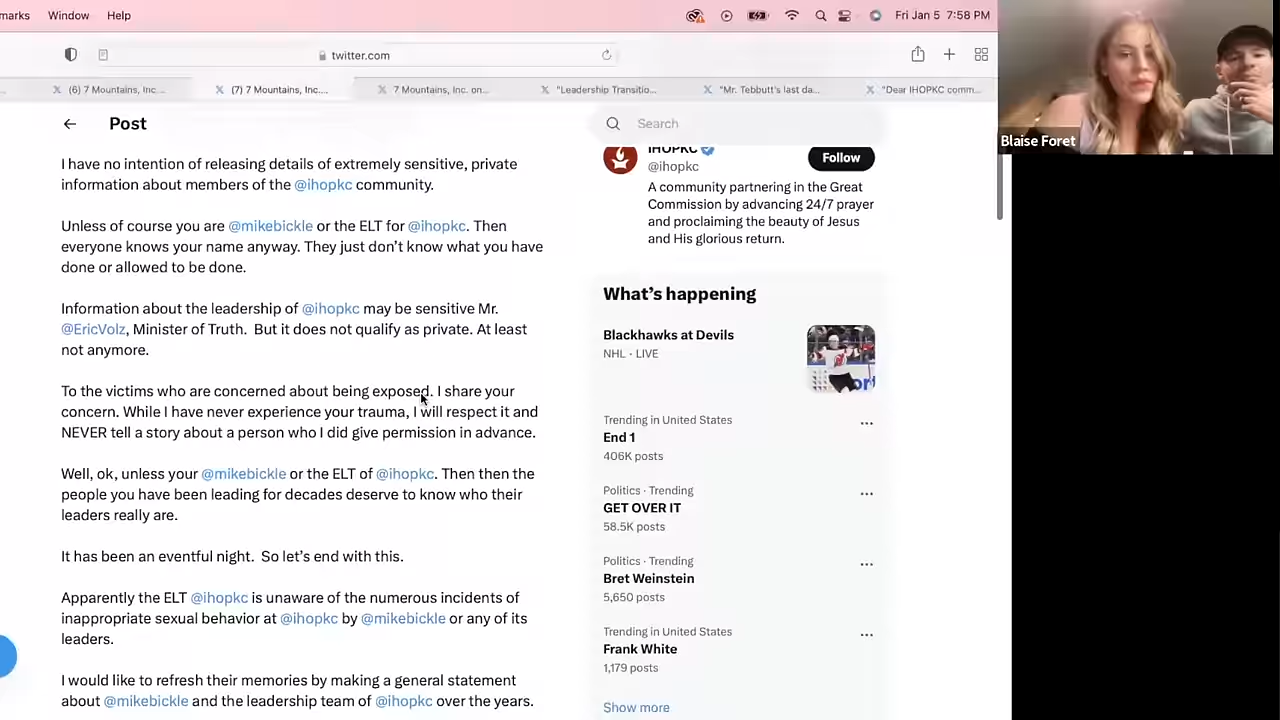 marks Window Help Fri Jan 5 7:58 PM
twitter.com
(6) 7 Mountains, Inc....
(7) 7 Mountains, Inc....
7 Mountains, Inc. on...
"Leadership Transitio...
"Mr. Tebbutt's last da...
"Dear IHOPKC comm...
Blaise Foret
Post
I have no intention of releasing details of extremely sensitive, private
information about members of the @ihopkc community.
Unless of course you are @mikebickle or the ELT for @ihopkc. Then
everyone knows your name anyway. They just don't know what you have
done or allowed to be done.
Information about the leadership of @ihopkc may be sensitive Mr.
@EricVolz, Minister of Truth. But it does not qualify as private. At least
not anymore.
To the victims who are concerned about being exposed. I share your
concern. While I have never experience your trauma, I will respect it and
NEVER tell a story about a person who I did give permission in advance.
Well, ok, unless your @mikebickle or the ELT of @ihopkc. Then then the
people you have been leading for decades deserve to know who their
leaders really are.
It has been an eventful night. So let's end with this.
Apparently the ELT @ihopkc is unaware of the numerous incidents of
inappropriate sexual behavior at @ihopkc by @mikebickle or any of its
leaders.
I would like to refresh their memories by making a general statement
about @mikebickle and the leadership team of @ihopkc over the years.
Search
IHOPKC
@ihopkc
Follow
A community partnering in the Great
Commission by advancing 24/7 prayer
and proclaiming the beauty of Jesus
and His glorious return.
What's happening
Blackhawks at Devils
NHL · LIVE
Trending in United States
End 1
406K posts
Politics · Trending
GET OVER IT
58.5K posts
Politics · Trending
Bret Weinstein
5,650 posts
Trending in United States
Frank White
1,179 posts
Show more